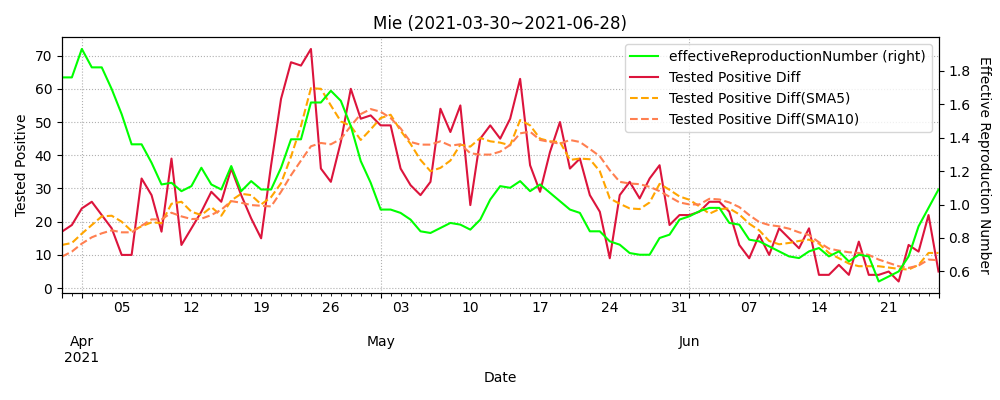 Mie (2021-03-30~2021-06-28)
effectiveReproductionNumber (right)
Tested Positive Diff
Tested Positive Diff(SMA5)
Tested Positive Diff(SMA10)
Tested Positive
70
60
50
40
30
20
10
0
Effective Reproduction Number
1.8
1.6
1.4
1.2
1.0
0.8
0.6
05 12 19 26 03 10 17 24 31 07 14 21
Apr May Jun
2021
Date